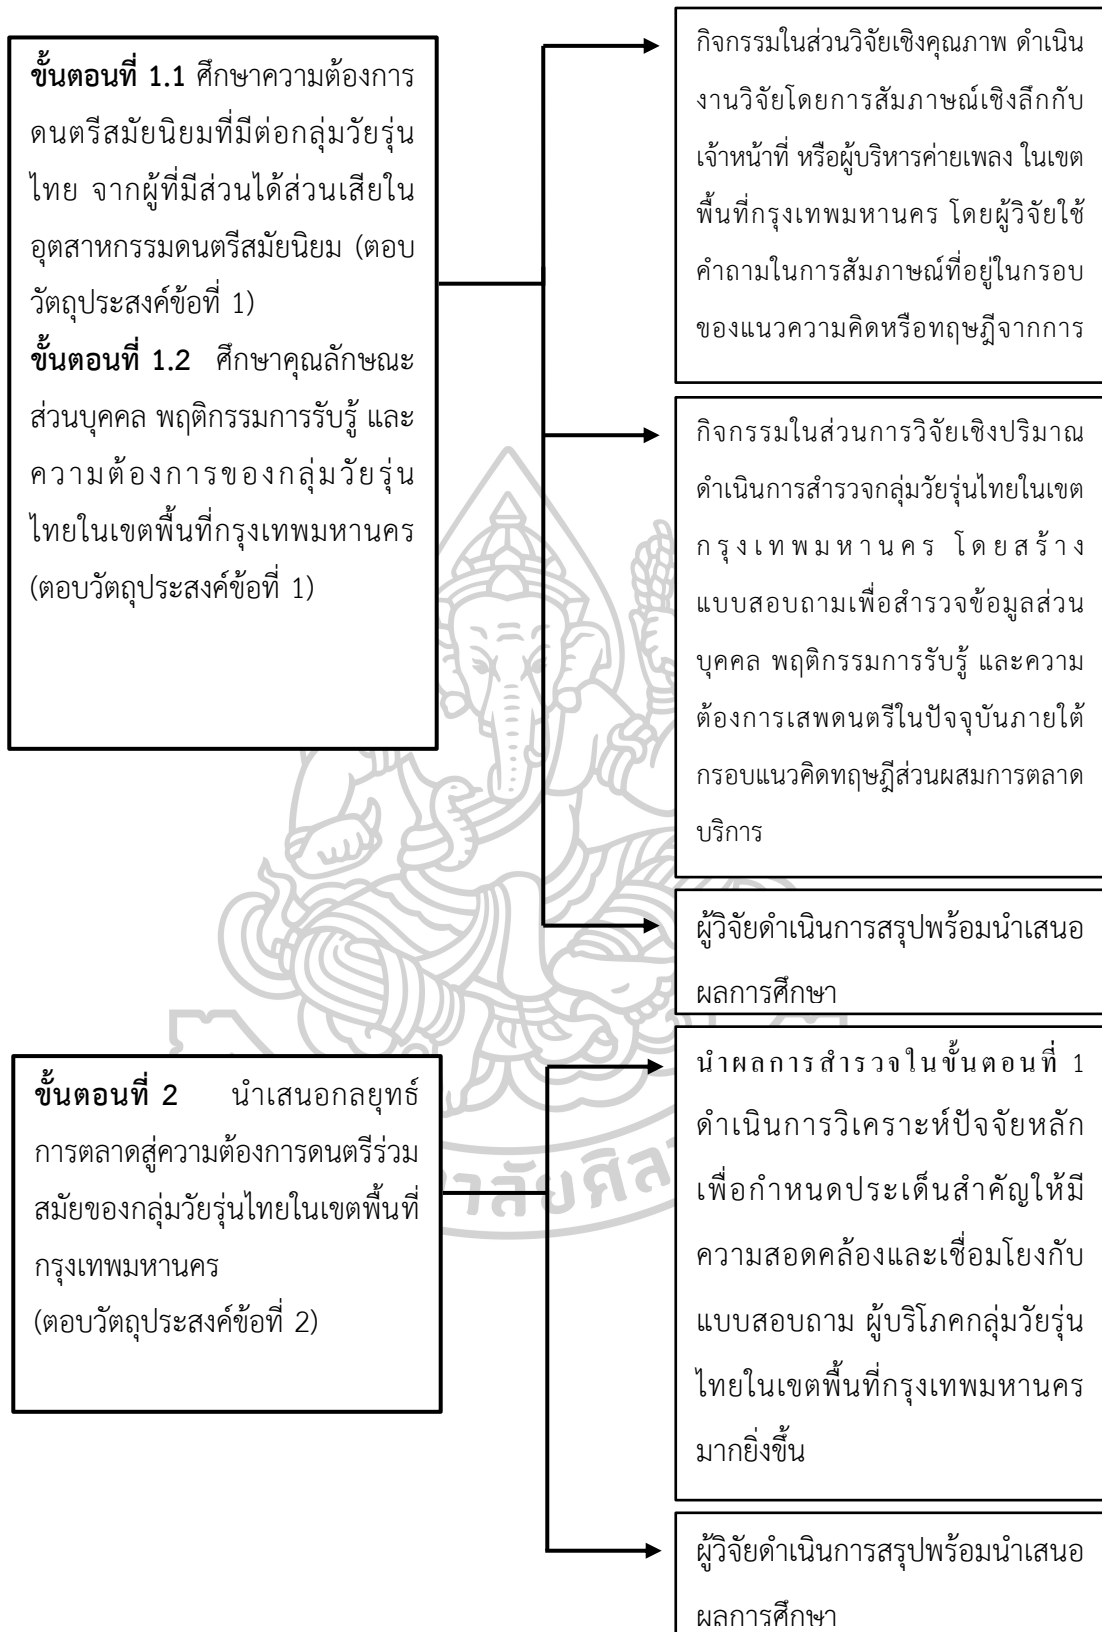 ขั้นตอนที่ 1.1 ศึกษาความต้องการ
ดนตรีสมัยนิยมที่มีต่อกลุ่มวัยรุ่น
ไทย จากผู้ที่มีส่วนได้ส่วนเสียใน
อุตสาหกรรมดนตรีสมัยนิยม (ตอบ
วัตถุประสงค์ข้อที่ 1)
ขั้นตอนที่ 1.2 ศึกษาคุณลักษณะ
ส่วนบุคคล พฤติกรรมการรับรู้ และ
ความต้องการของกลุ่มวัยรุ่น
ไทยในเขตพื้นที่กรุงเทพมหานคร
(ตอบวัตถุประสงค์ข้อที่ 1)
กิจกรรมในส่วนวิจัยเชิงคุณภาพ ดำเนิน
งานวิจัยโดยการสัมภาษณ์เชิงลึกกับ
เจ้าหน้าที่ หรือผู้บริหารค่ายเพลง ในเขต
พื้นที่กรุงเทพมหานคร โดยผู้วิจัยใช้
คำถามในการสัมภาษณ์ที่อยู่ในกรอบ
ของแนวความคิดหรือทฤษฎีจากการ
กิจกรรมในส่วนการวิจัยเชิงปริมาณ
ดำเนินการสำรวจกลุ่มวัยรุ่นไทยในเขต
กรุงเทพมหานคร โดยสร้าง
แบบสอบถามเพื่อสำรวจข้อมูลส่วน
บุคคล พฤติกรรมการรับรู้ และความ
ต้องการเสพดนตรีในปัจจุบันภายใต้
กรอบแนวคิดทฤษฎีส่วนผสมการตลาด
บริการ
ผู้วิจัยดำเนินการสรุปพร้อมนำเสนอ
ผลการศึกษา
ขั้นตอนที่ 2 นำเสนอกลยุทธ์
การตลาดสู่ความต้องการดนตรีร่วม
สมัยของกลุ่มวัยรุ่นไทยในเขตพื้นที่
กรุงเทพมหานคร
(ตอบวัตถุประสงค์ข้อที่ 2)
นำผลการสำรวจในขั้นตอนที่ 1
ดำเนินการวิเคราะห์ปัจจัยหลัก
เพื่อกำหนดประเด็นสำคัญให้มี
ความสอดคล้องและเชื่อมโยงกับ
แบบสอบถาม ผู้บริโภคกลุ่มวัยรุ่น
ไทยในเขตพื้นที่กรุงเทพมหานคร
มากยิ่งขึ้น
ผู้วิจัยดำเนินการสรุปพร้อมนำเสนอ
ผลการศึกษา